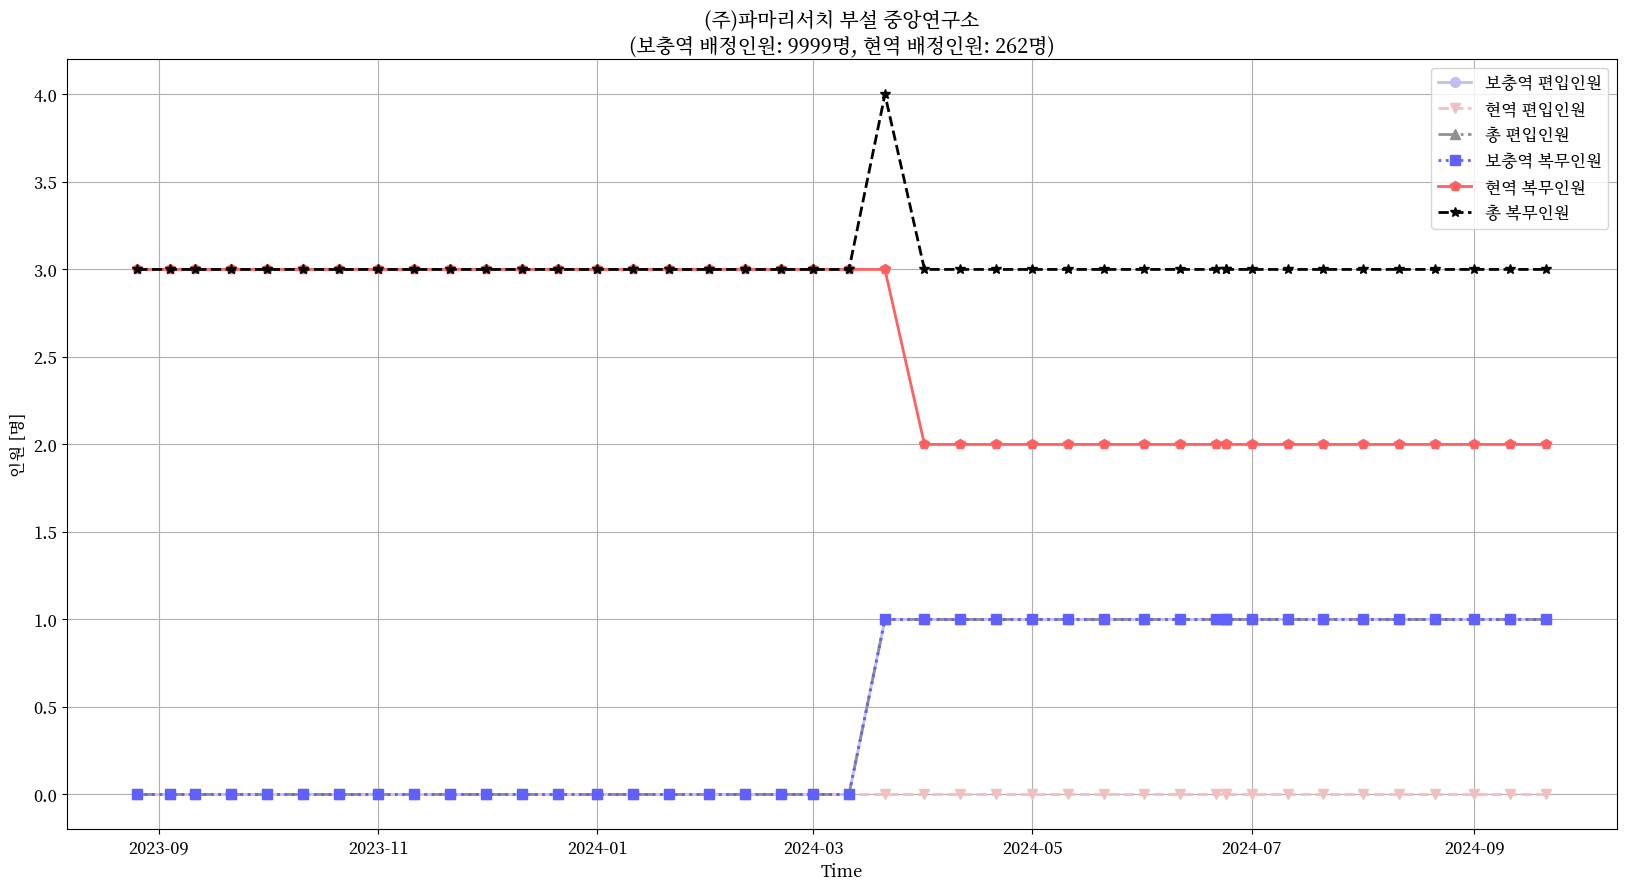 (주)파마리서치 부설 중앙연구소
(보충역 배정인원: 9999명, 현역 배정인원: 262명)
보충역 편입인원
현역 편입인원
총 편입인원
보충역 복무인원
현역 복무인원
총 복무인원
4.0
3.5
3.0
2.5
2.0
1.5
1.0
0.5
0.0
인원 [명]
2023-09 2023-11 2024-01 2024-03 2024-05 2024-07 2024-09
Time